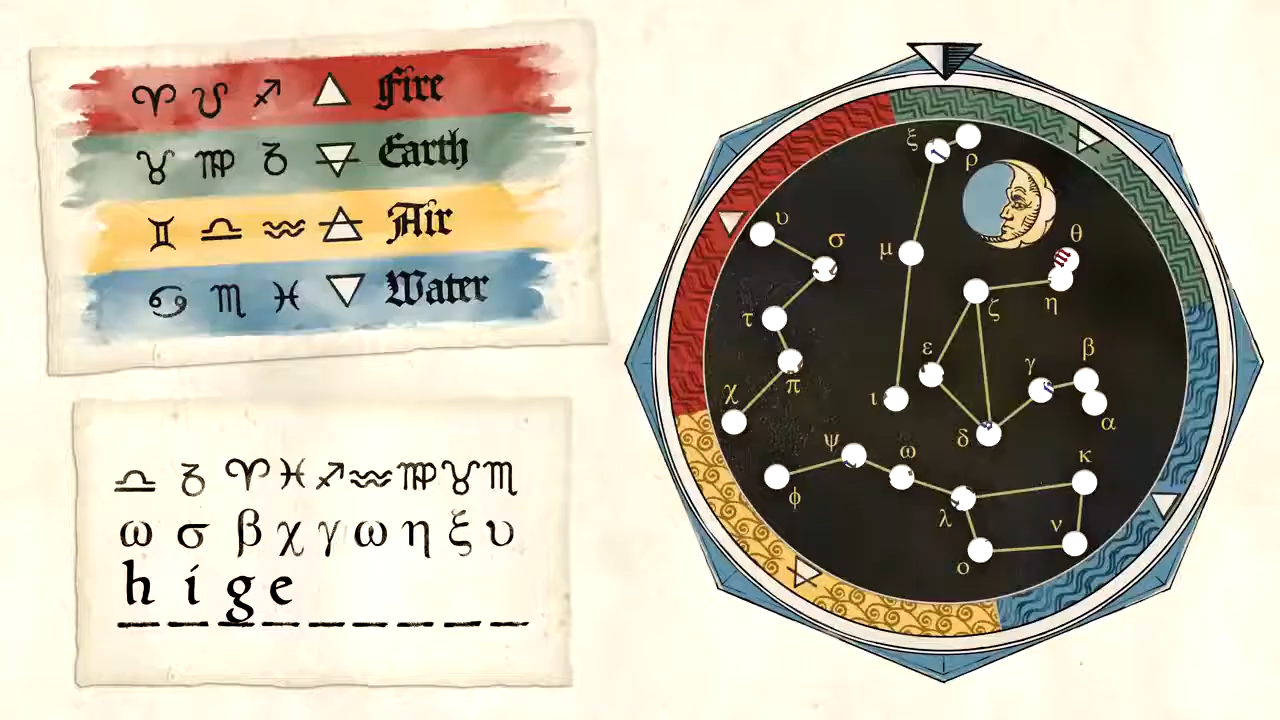 ♈ ♌ ♐ 🜂 Fire
♉ ♍ ♑ 🜃 Earth
♊ ♎ ♒ 🜁 Air
♋ ♏ ♓ 🜄 Water
♎ ♑ ♈ ♓ ♐ ♒ ♍ ♉ ♏
ω σ β χ γ ω η ξ υ
h i g e
ξ
ρ
υ
σ
μ
θ
η
ζ
τ
ε
β
γ
π
χ
ι
α
δ
ψ
ω
κ
φ
λ
ν
ο